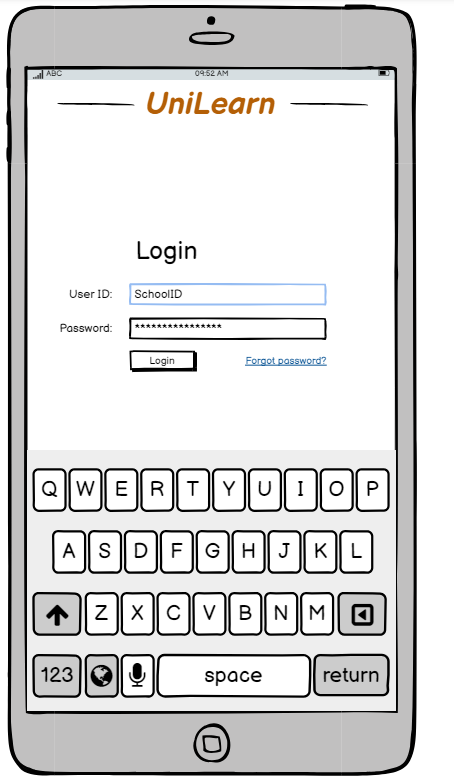 ABC 09:52 AM
UniLearn
Login
User ID: SchoolID
Password: ****************
Login Forgot password?
Q W E R T Y U I O P
A S D F G H J K L
Z X C V B N M
123 space return